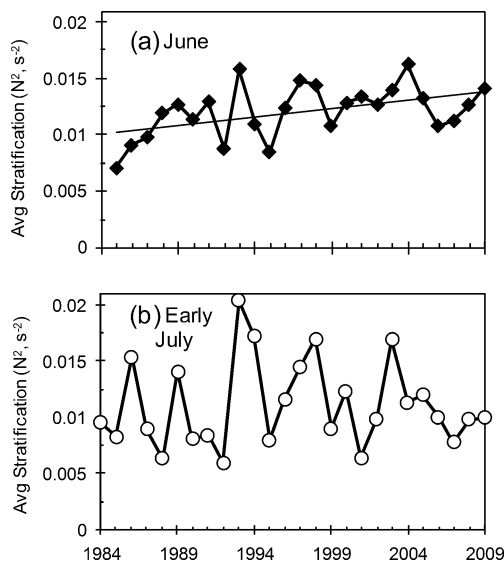 0.02
(a) June
0.015
0.01
0.005
0
Avg Stratification (N², s⁻²)
0.02
(b) Early
July
0.015
0.01
0.005
0
Avg Stratification (N², s⁻²)
1984 1989 1994 1999 2004 2009